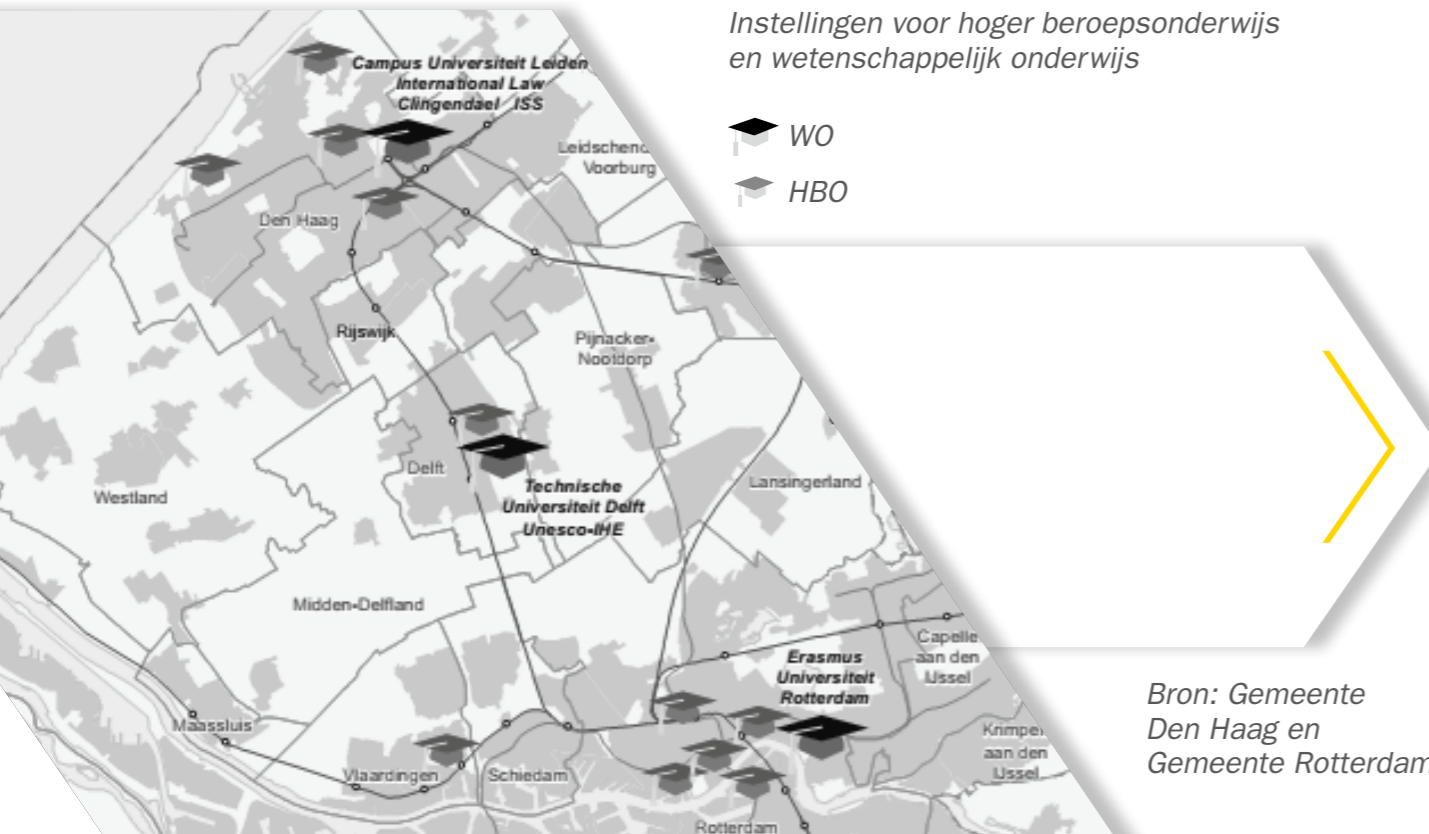 Instellingen voor hoger beroepsonderwijs
en wetenschappelijk onderwijs
WO
HBO
Campus Universiteit Leiden
International Law
Clingendael ISS
Voorburg
Den Haag
Rijswijk
Pijnacker-
Nootdorp
Delft
Technische
Universiteit Delft
Unesco-IHE
Westland
Lansingerland
Midden-Delfland
Capelle
aan den
IJssel
Erasmus
Universiteit
Rotterdam
Maassluis
Vlaardingen
Schiedam
aan den
IJssel
Rotterdam
Bron: Gemeente
Den Haag en
Gemeente Rotterdam